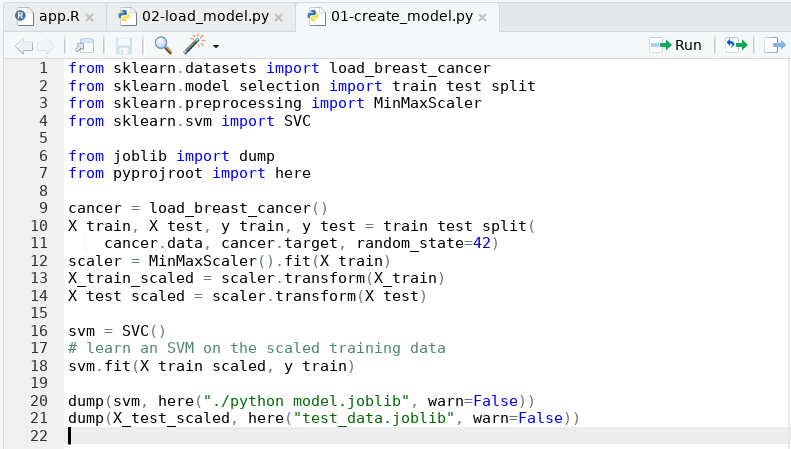 app.R × 02-load_model.py × 01-create_model.py ×
Run
1 from sklearn.datasets import load_breast_cancer
2 from sklearn.model selection import train test split
3 from sklearn.preprocessing import MinMaxScaler
4 from sklearn.svm import SVC
5
6 from joblib import dump
7 from pyprojroot import here
8
9 cancer = load_breast_cancer()
10 X train, X test, y train, y test = train test split(
11 cancer.data, cancer.target, random_state=42)
12 scaler = MinMaxScaler().fit(X train)
13 X_train_scaled = scaler.transform(X_train)
14 X test scaled = scaler.transform(X test)
15
16 svm = SVC()
17 # learn an SVM on the scaled training data
18 svm.fit(X train scaled, y train)
19
20 dump(svm, here("./python model.joblib", warn=False))
21 dump(X_test_scaled, here("test_data.joblib", warn=False))
22